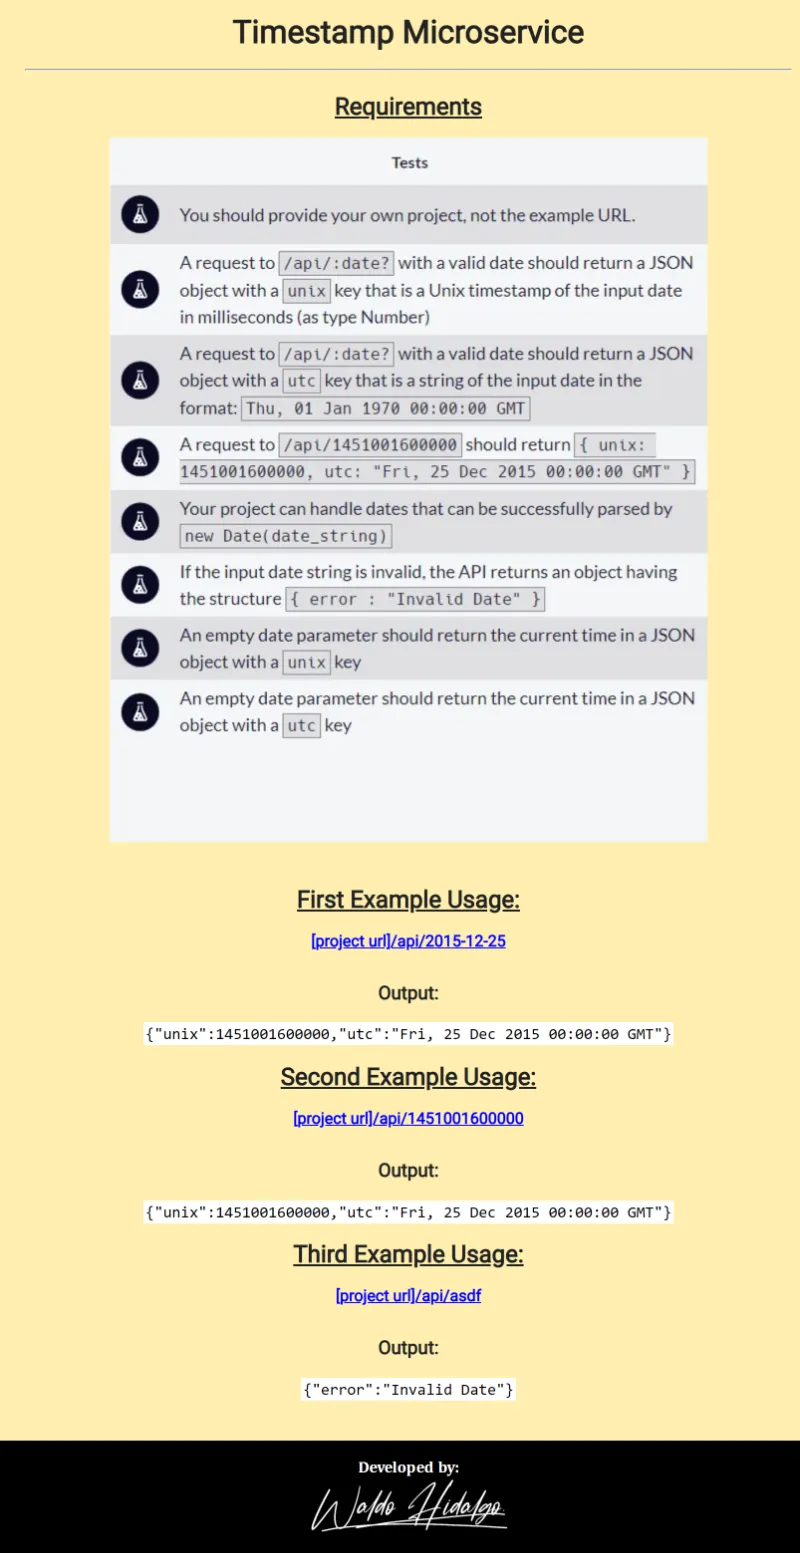 Timestamp Microservice
Requirements
Tests
You should provide your own project, not the example URL.
A request to /api/:date? with a valid date should return a JSON
object with a unix key that is a Unix timestamp of the input date
in milliseconds (as type Number)
A request to /api/:date? with a valid date should return a JSON
object with a utc key that is a string of the input date in the
format: Thu, 01 Jan 1970 00:00:00 GMT
A request to /api/1451001600000 should return { unix:
1451001600000, utc: "Fri, 25 Dec 2015 00:00:00 GMT" }
Your project can handle dates that can be successfully parsed by
new Date(date_string)
If the input date string is invalid, the API returns an object having
the structure { error : "Invalid Date" }
An empty date parameter should return the current time in a JSON
object with a unix key
An empty date parameter should return the current time in a JSON
object with a utc key
First Example Usage:
[project url]/api/2015-12-25
Output:
{"unix":1451001600000,"utc":"Fri, 25 Dec 2015 00:00:00 GMT"}
Second Example Usage:
[project url]/api/1451001600000
Output:
{"unix":1451001600000,"utc":"Fri, 25 Dec 2015 00:00:00 GMT"}
Third Example Usage:
[project url]/api/asdf
Output:
{"error":"Invalid Date"}
Developed by:
Waldo Hidalgo